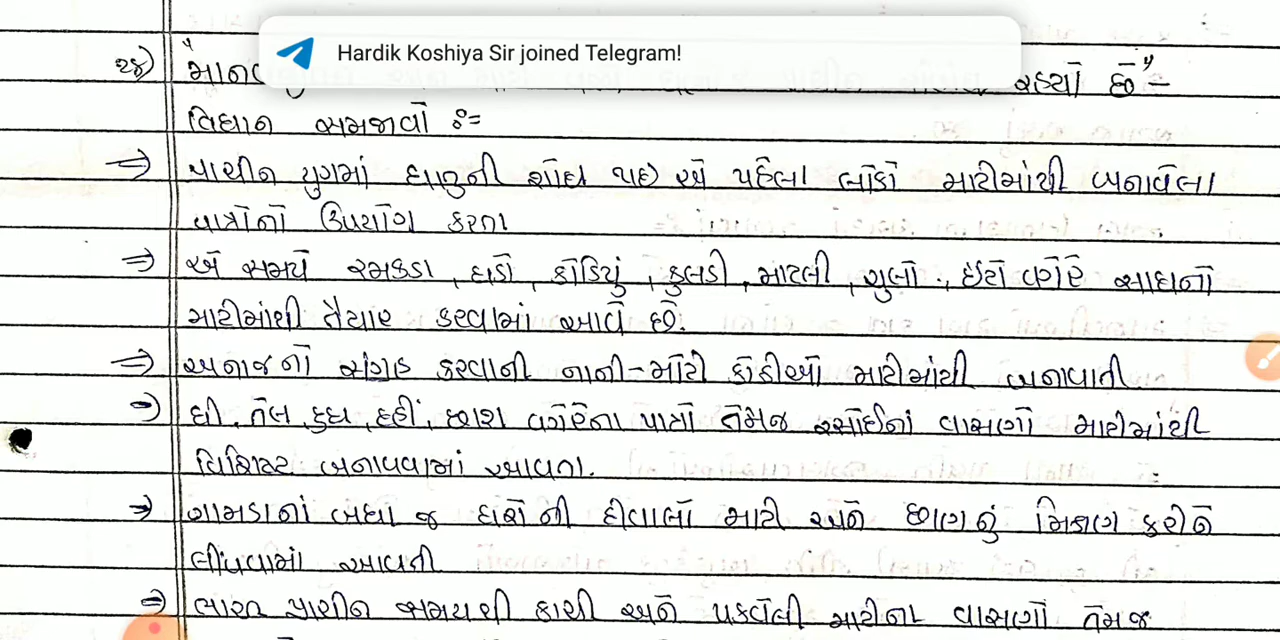 Hardik Koshiya Sir joined Telegram!
૨૪) રહ્યો છે" –
વિધાન સમજાવો :=
⇒ પ્રાચીન યુગમાં ધાતુની શોધ થઇ એ પહેલા લોકો માટીમાંથી બનાવેલા
પાત્રોનો ઉપયોગ કરતા
⇒ એ સમયે રમકડા, ઘડો, કોડિયું, કુલડી, માટલી, ચુલો, ઈંટો વગેરે સાધનો
માટીમાંથી તૈયાર કરવામાં આવે છે.
⇒ અનાજનો સંગ્રહ કરવાની નાની-મોટી કોઠીઓ માટીમાંથી બનાવાતી
⇒ ઘી, તેલ, દુધ, દહીં, છાશ વગેરેના પાત્રો તેમજ રસોઈનાં વાસણો માટીમાંથી
બનાવવામાં આવતા.
⇒ ગામડાનાં બધા જ ઘરોની દીવાલો માટી અને છાણનું મિશ્રણ કરીને
લીંપવામાં આવતી
⇒ ભારત પ્રાચીન સમયથી કાચી અને પકવેલી માટીના વાસણો તેમજ